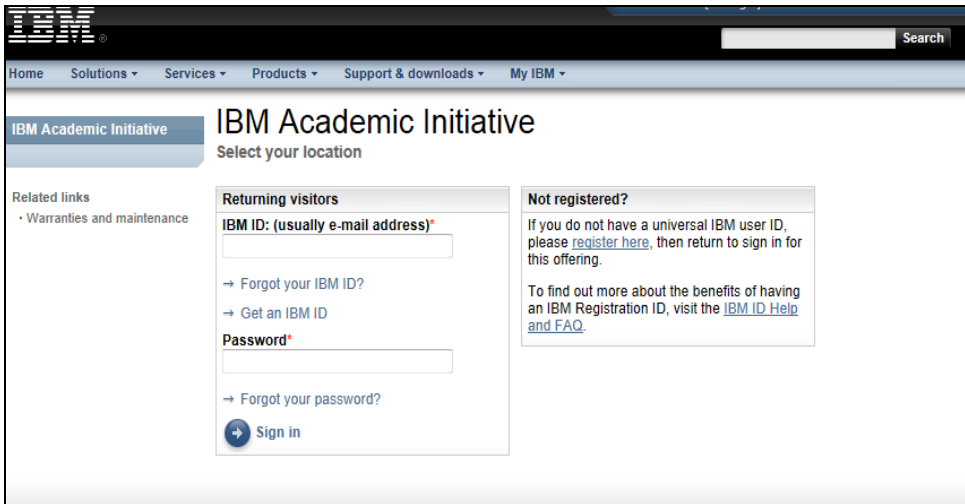 IBM®
Search
Home Solutions Services Products Support & downloads My IBM
IBM Academic Initiative
IBM Academic Initiative
Select your location
Related links
· Warranties and maintenance
Returning visitors
IBM ID: (usually e-mail address)*
→ Forgot your IBM ID?
→ Get an IBM ID
Password*
→ Forgot your password?
Sign in
Not registered?
If you do not have a universal IBM user ID,
please register here, then return to sign in for
this offering.
To find out more about the benefits of having
an IBM Registration ID, visit the IBM ID Help
and FAQ.